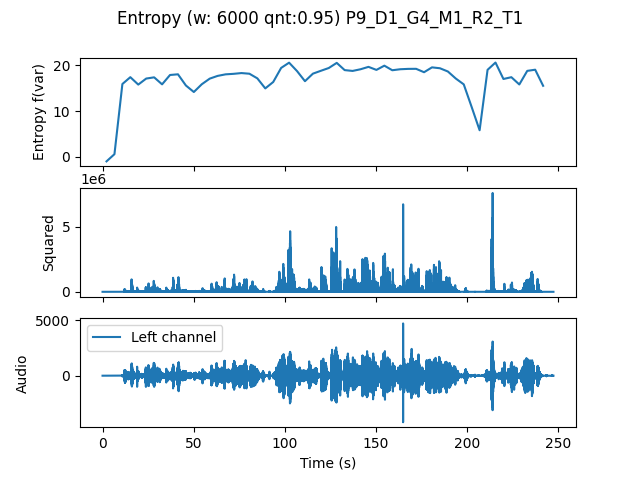 Entropy (w: 6000 qnt:0.95) P9_D1_G4_M1_R2_T1
Entropy f(var)
20
10
0
1e6
Squared
5
0
Audio
5000
0
Left channel
0 50 100 150 200 250
Time (s)